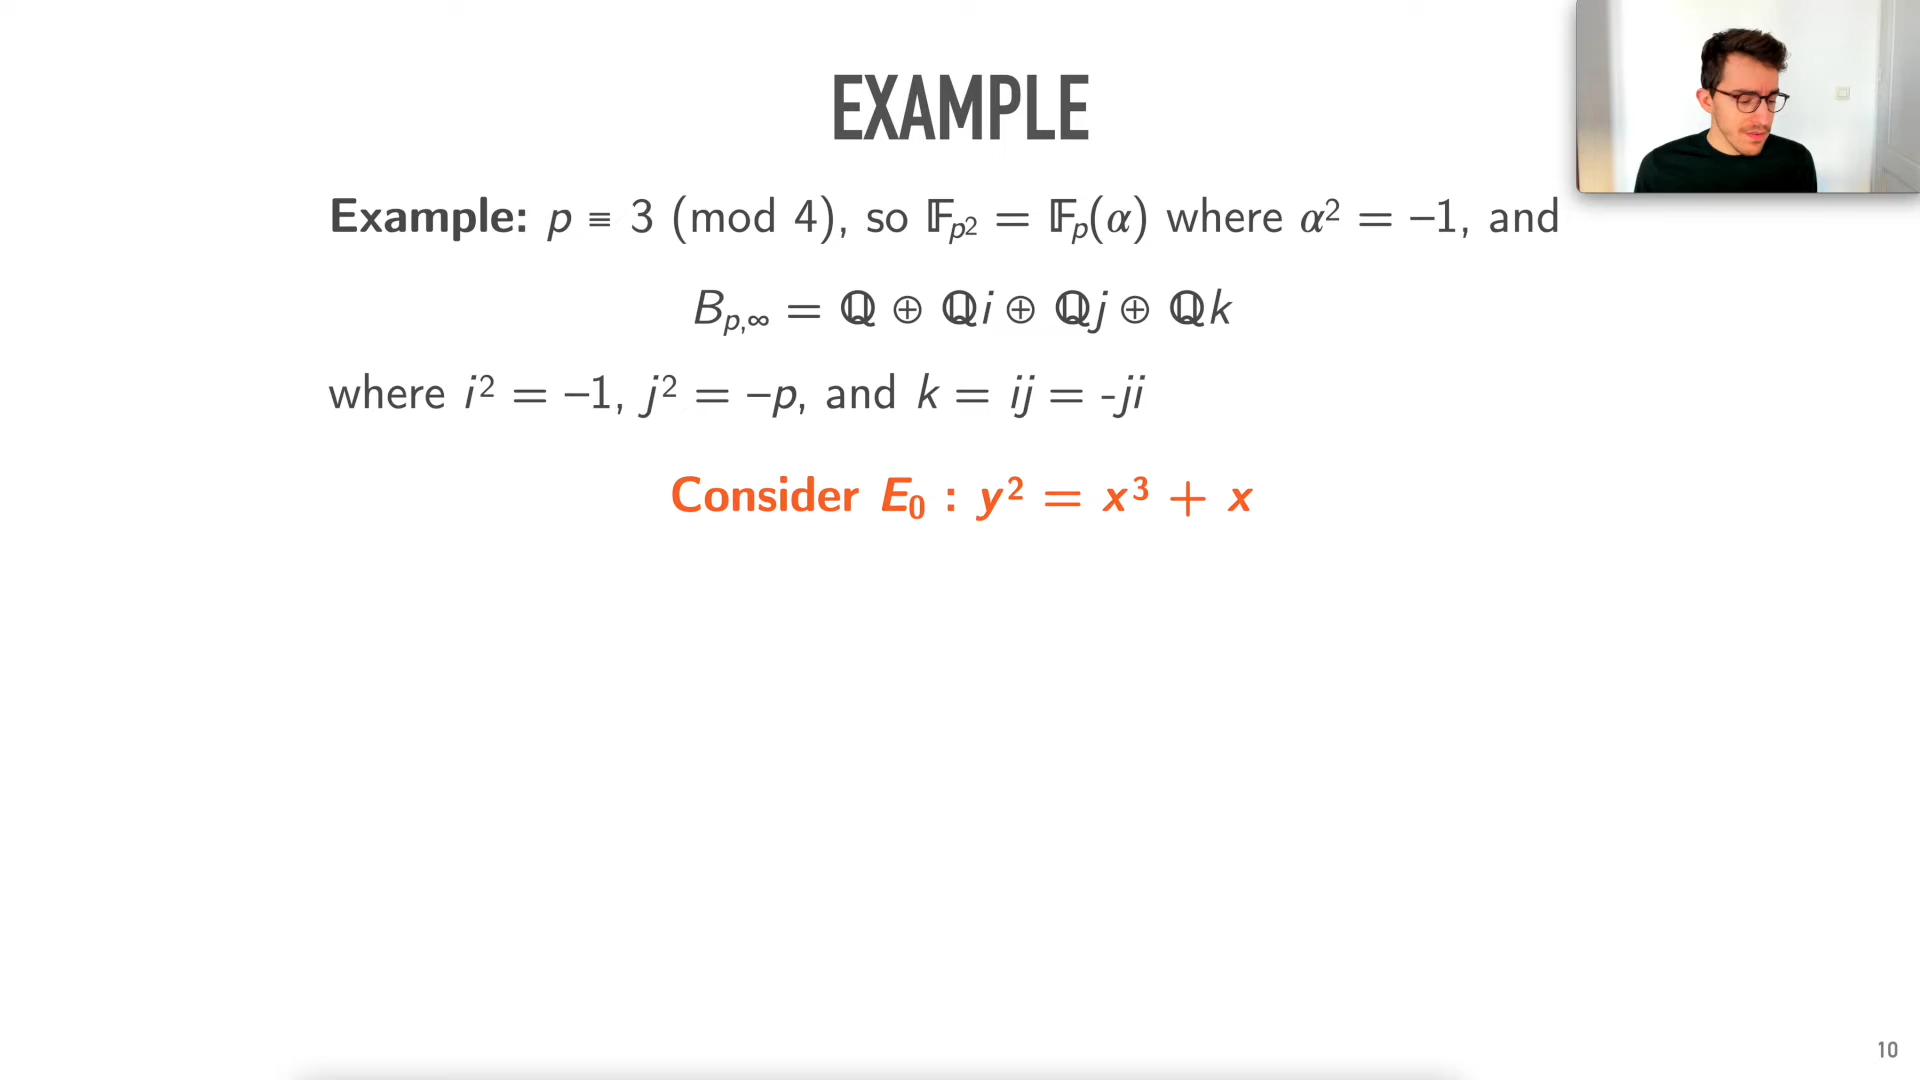 EXAMPLE
Example: p ≡ 3 (mod 4), so 𝔽ₚ₂ = 𝔽ₚ(α) where α² = –1, and
Bₚ,∞ = ℚ ⊕ ℚi ⊕ ℚj ⊕ ℚk
where i² = –1, j² = –p, and k = ij = -ji
Consider E₀ : y² = x³ + x
10